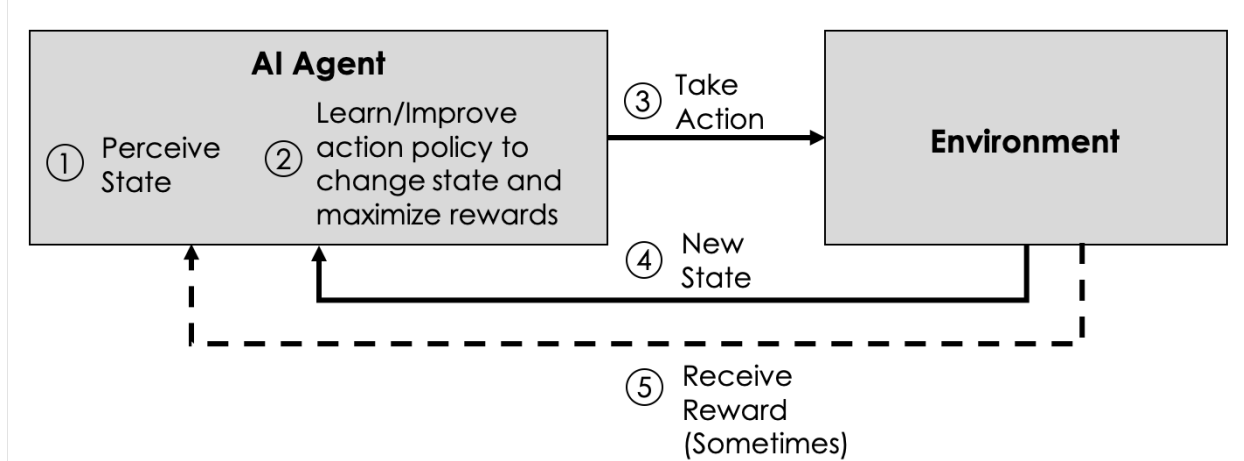 AI Agent
① Perceive
State
② Learn/Improve
action policy to
change state and
maximize rewards
③ Take
Action
Environment
④ New
State
⑤ Receive
Reward
(Sometimes)